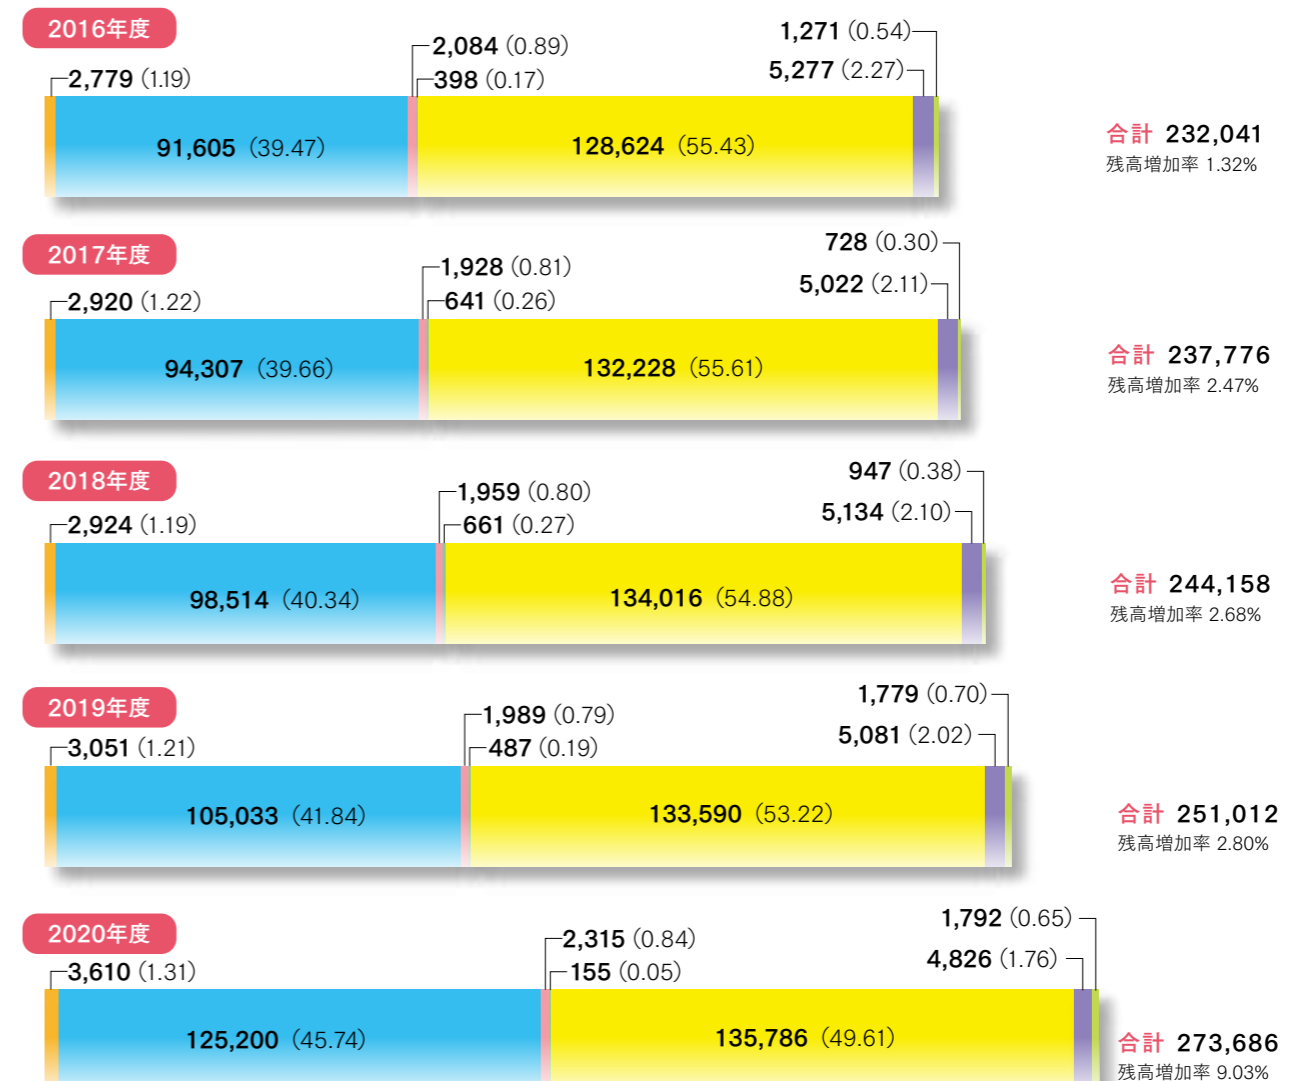 2016年度
2,779 (1.19)
2,084 (0.89)
398 (0.17)
1,271 (0.54)
5,277 (2.27)
91,605 (39.47)
128,624 (55.43)
合計 232,041
残高増加率 1.32%
2017年度
2,920 (1.22)
1,928 (0.81)
641 (0.26)
728 (0.30)
5,022 (2.11)
94,307 (39.66)
132,228 (55.61)
合計 237,776
残高増加率 2.47%
2018年度
2,924 (1.19)
1,959 (0.80)
661 (0.27)
947 (0.38)
5,134 (2.10)
98,514 (40.34)
134,016 (54.88)
合計 244,158
残高増加率 2.68%
2019年度
3,051 (1.21)
1,989 (0.79)
487 (0.19)
1,779 (0.70)
5,081 (2.02)
105,033 (41.84)
133,590 (53.22)
合計 251,012
残高増加率 2.80%
2020年度
3,610 (1.31)
2,315 (0.84)
155 (0.05)
1,792 (0.65)
4,826 (1.76)
125,200 (45.74)
135,786 (49.61)
合計 273,686
残高増加率 9.03%